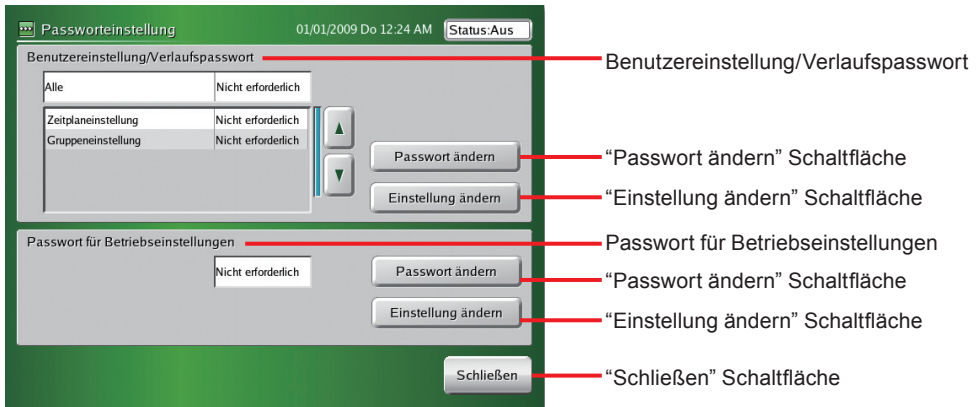 Passworteinstellung 01/01/2009 Do 12:24 AM Status:Aus
Benutzereinstellung/Verlaufspasswort
Alle Nicht erforderlich
Zeitplaneinstellung Nicht erforderlich
Gruppeneinstellung Nicht erforderlich
Passwort ändern
Einstellung ändern
Passwort für Betriebseinstellungen
Nicht erforderlich Passwort ändern
Einstellung ändern
Schließen
Benutzereinstellung/Verlaufspasswort
“Passwort ändern” Schaltfläche
“Einstellung ändern” Schaltfläche
Passwort für Betriebseinstellungen
“Passwort ändern” Schaltfläche
“Einstellung ändern” Schaltfläche
“Schließen” Schaltfläche